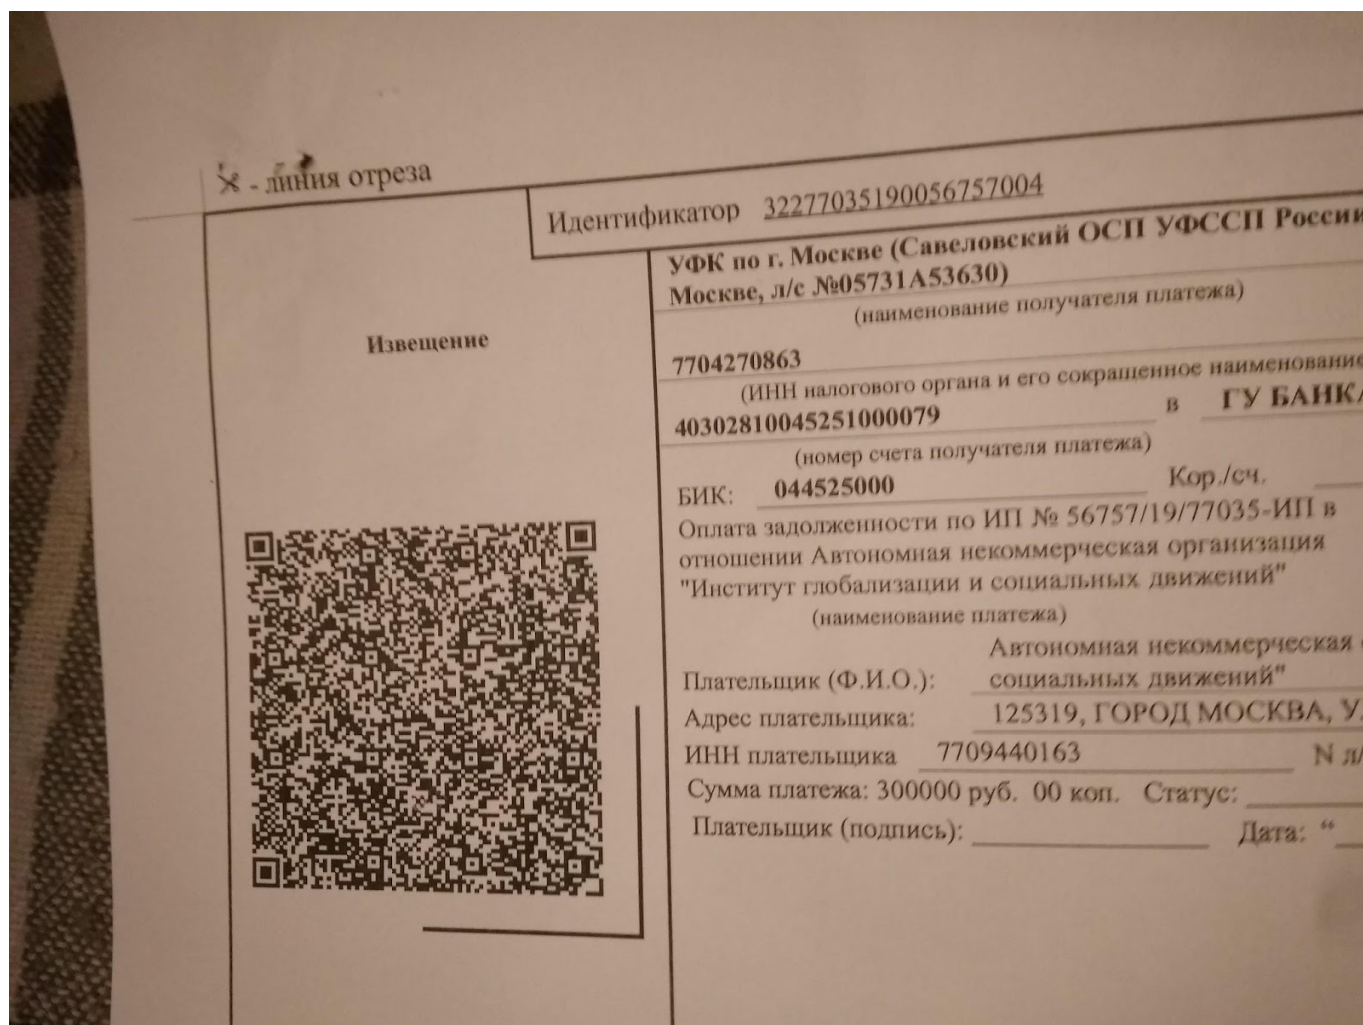 - линия отреза
Идентификатор 32277035190056757004
УФК по г. Москве (Савеловский ОСП УФССП России
Москве, л/с №05731А53630)
(наименование получателя платежа)
Извещение
7704270863
(ИНН налогового органа и его сокращенное наименование
40302810045251000079 в ГУ БАНКА
(номер счета получателя платежа)
БИК: 044525000 Кор./сч.
Оплата задолженности по ИП № 56757/19/77035-ИП в
отношении Автономная некоммерческая организация
"Институт глобализации и социальных движений"
(наименование платежа)
Автономная некоммерческая
Плательщик (Ф.И.О.): социальных движений"
Адрес плательщика: 125319, ГОРОД МОСКВА, У
ИНН плательщика 7709440163 N л/
Сумма платежа: 300000 руб. 00 коп. Статус:
Плательщик (подпись): Дата: “